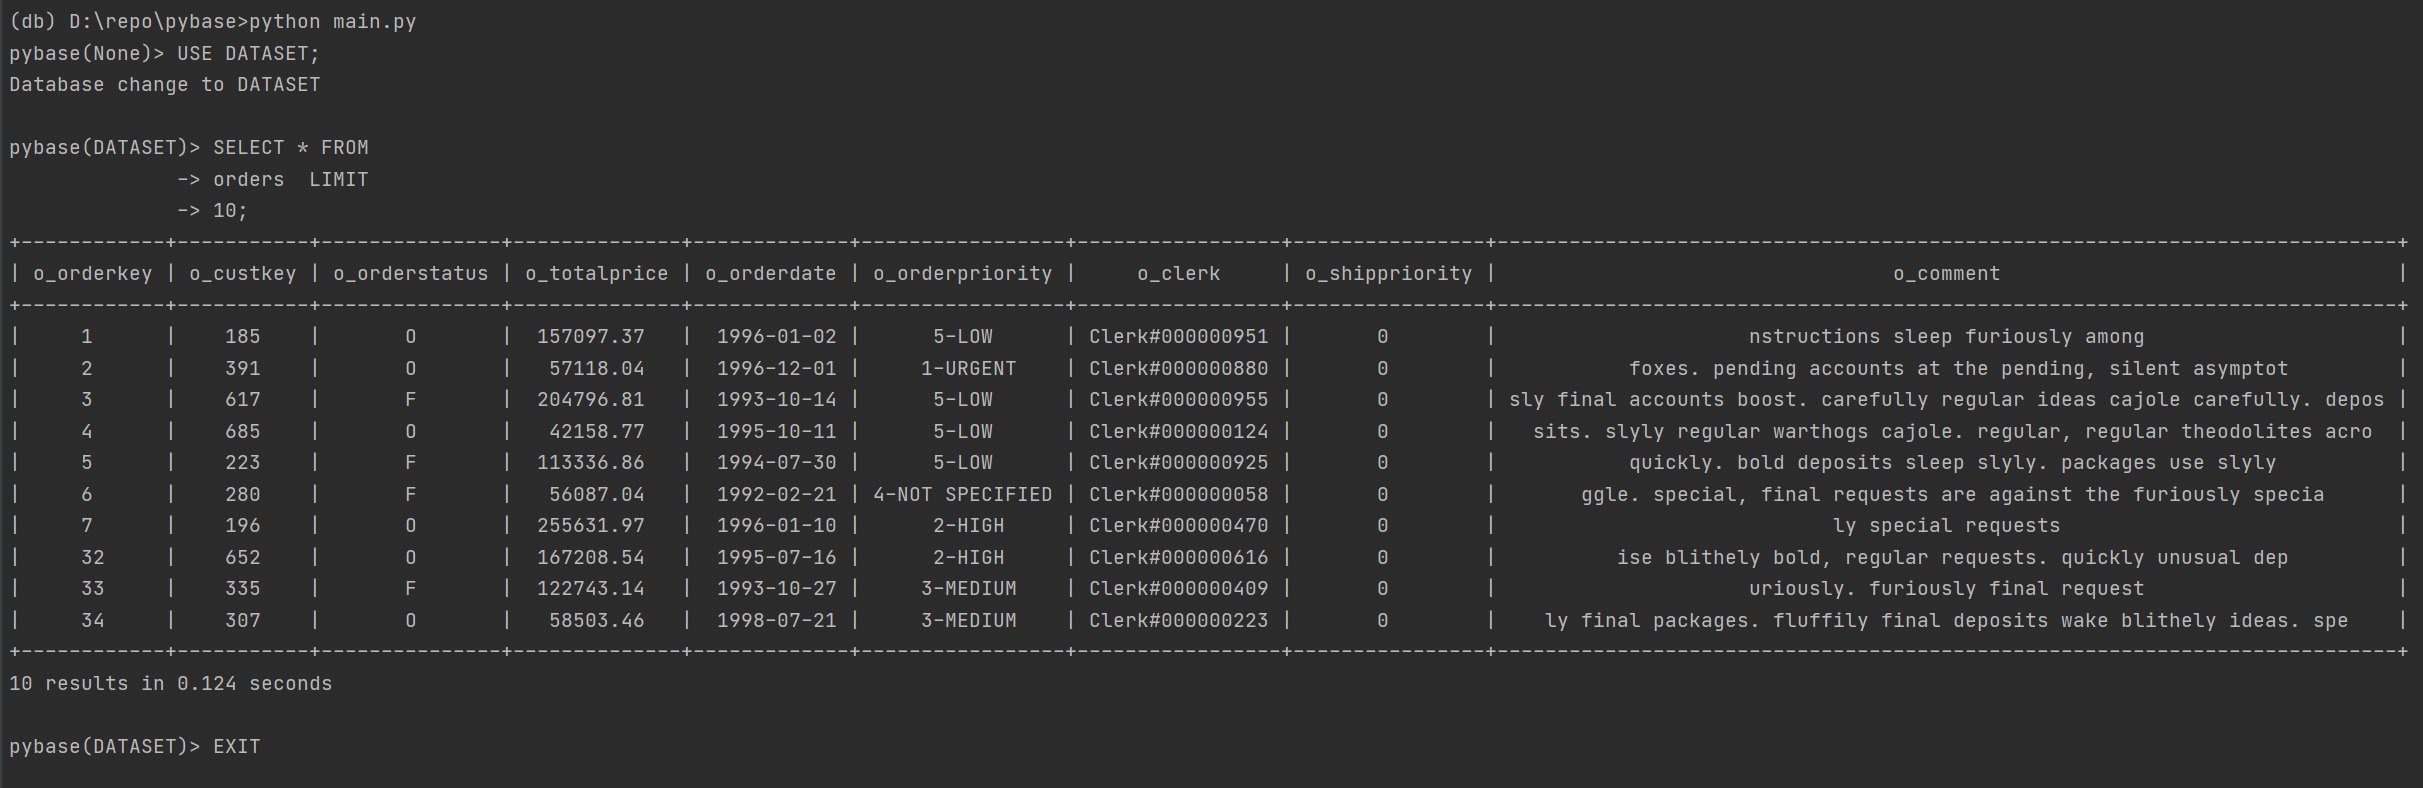 (db) D:\repo\pybase>python main.py
pybase(None)> USE DATASET;
Database change to DATASET
pybase(DATASET)> SELECT * FROM
-> orders  LIMIT
-> 10;
+------------+-----------+---------------+--------------+-------------+-----------------+-----------------+----------------+---------------------------------------------------------------------------+
| o_orderkey | o_custkey | o_orderstatus | o_totalprice | o_orderdate | o_orderpriority |     o_clerk     | o_shippriority |                                 o_comment                                 |
+------------+-----------+---------------+--------------+-------------+-----------------+-----------------+----------------+---------------------------------------------------------------------------+
|     1      |    185    |       O       |  157097.37   |  1996-01-02 |      5-LOW      | Clerk#000000951 |       0        |                     nstructions sleep furiously among                     |
|     2      |    391    |       O       |   57118.04   |  1996-12-01 |     1-URGENT    | Clerk#000000880 |       0        |           foxes. pending accounts at the pending, silent asymptot         |
|     3      |    617    |       F       |  204796.81   |  1993-10-14 |      5-LOW      | Clerk#000000955 |       0        | sly final accounts boost. carefully regular ideas cajole carefully. depos |
|     4      |    685    |       O       |   42158.77   |  1995-10-11 |      5-LOW      | Clerk#000000124 |       0        |   sits. slyly regular warthogs cajole. regular, regular theodolites acro  |
|     5      |    223    |       F       |  113336.86   |  1994-07-30 |      5-LOW      | Clerk#000000925 |       0        |           quickly. bold deposits sleep slyly. packages use slyly          |
|     6      |    280    |       F       |   56087.04   |  1992-02-21 | 4-NOT SPECIFIED | Clerk#000000058 |       0        |       ggle. special, final requests are against the furiously specia      |
|     7      |    196    |       O       |  255631.97   |  1996-01-10 |      2-HIGH     | Clerk#000000470 |       0        |                            ly special requests                            |
|     32     |    652    |       O       |  167208.54   |  1995-07-16 |      2-HIGH     | Clerk#000000616 |       0        |          ise blithely bold, regular requests. quickly unusual dep         |
|     33     |    335    |       F       |  122743.14   |  1993-10-27 |     3-MEDIUM    | Clerk#000000409 |       0        |                     uriously. furiously final request                     |
|     34     |    307    |       O       |   58503.46   |  1998-07-21 |     3-MEDIUM    | Clerk#000000223 |       0        |    ly final packages. fluffily final deposits wake blithely ideas. spe    |
+------------+-----------+---------------+--------------+-------------+-----------------+-----------------+----------------+---------------------------------------------------------------------------+
10 results in 0.124 seconds
pybase(DATASET)> EXIT